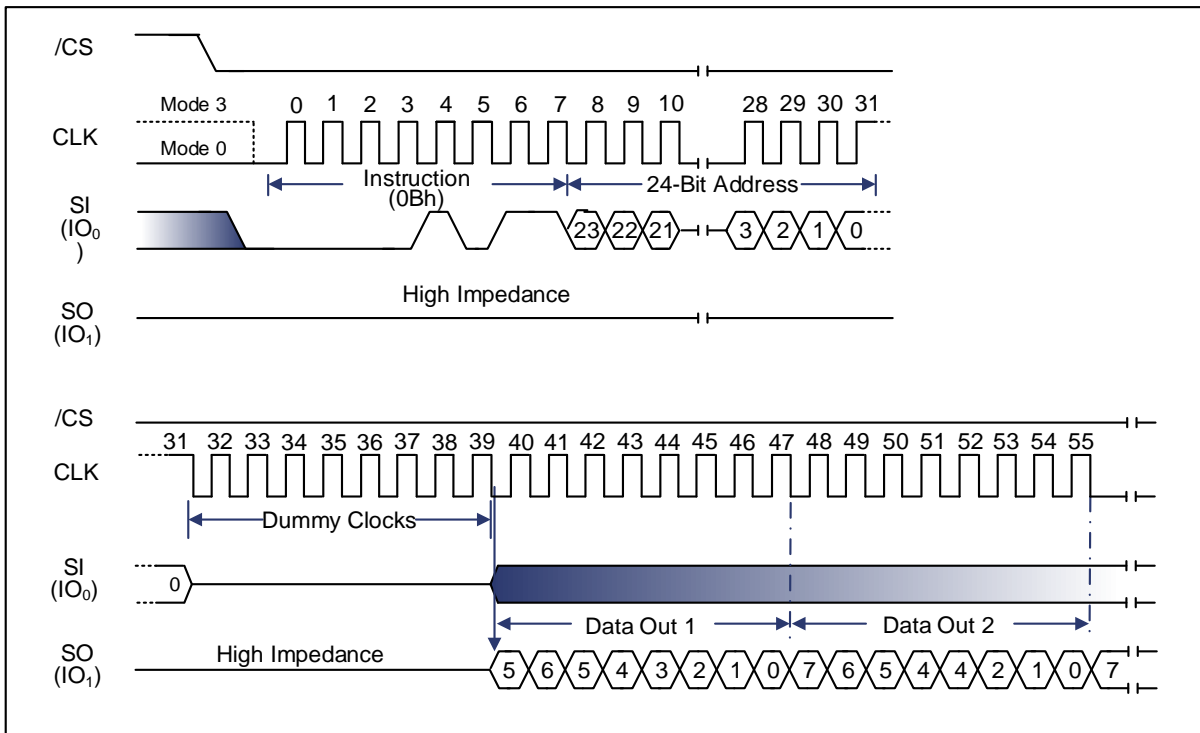 /CS
Mode 3 0 1 2 3 4 5 6 7 8 9 10 28 29 30 31
CLK
Mode 0
Instruction
(0Bh)
24-Bit Address
SI
(IO0
)
23 22 21 3 2 1 0
High Impedance
SO
(IO1)
/CS
31 32 33 34 35 36 37 38 39 40 41 42 43 44 45 46 47 48 49 50 51 52 53 54 55
CLK
Dummy Clocks
SI
(IO0)
0
Data Out 1 Data Out 2
SO
(IO1)
High Impedance
5 6 5 4 3 2 1 0 7 6 5 4 4 2 1 0 7